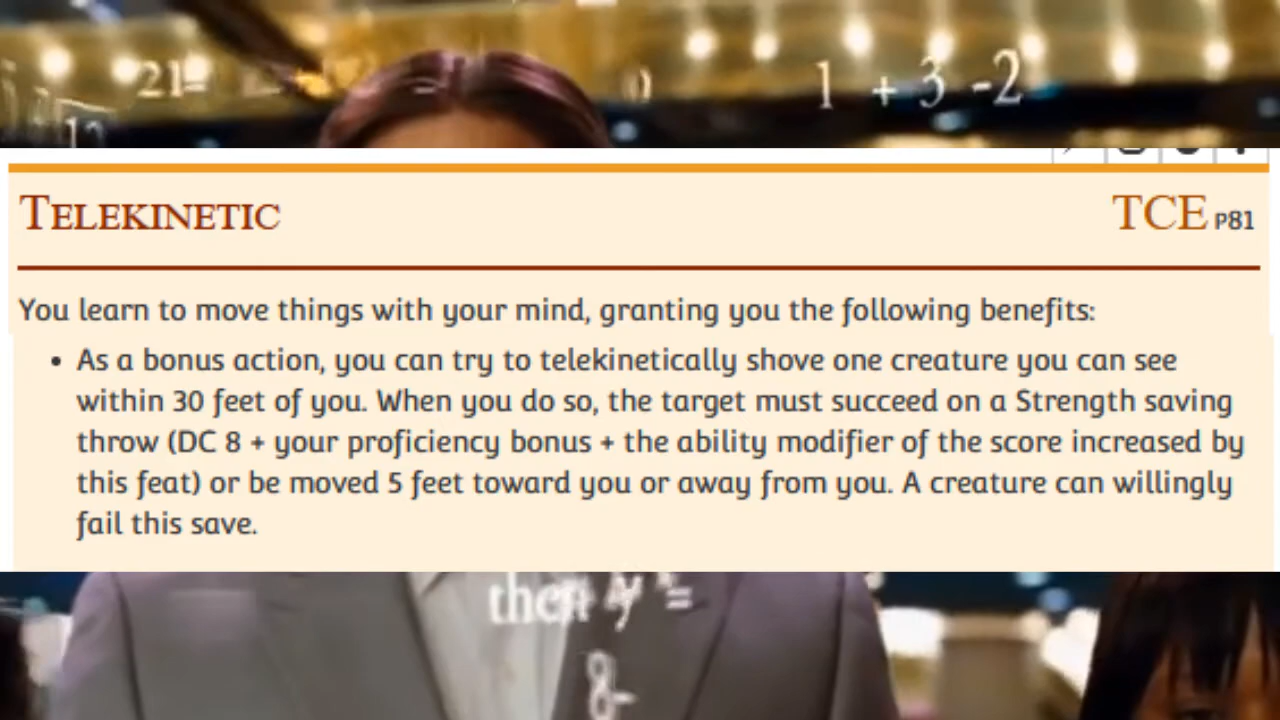 21=
1 + 3 -2
13
TELEKINETIC
TCE P81
You learn to move things with your mind, granting you the following benefits:
• As a bonus action, you can try to telekinetically shove one creature you can see
within 30 feet of you. When you do so, the target must succeed on a Strength saving
throw (DC 8 + your proficiency bonus + the ability modifier of the score increased by
this feat) or be moved 5 feet toward you or away from you. A creature can willingly
fail this save.
then y =
8-